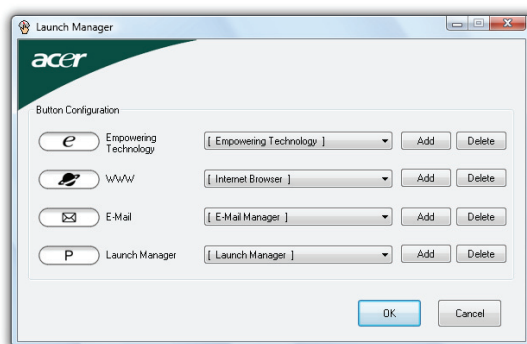 Launch Manager
acer
Button Configuration
e Empowering Technology [ Empowering Technology ] Add Delete
WWW [ Internet Browser ] Add Delete
E-Mail [ E-Mail Manager ] Add Delete
P Launch Manager [ Launch Manager ] Add Delete
OK Cancel